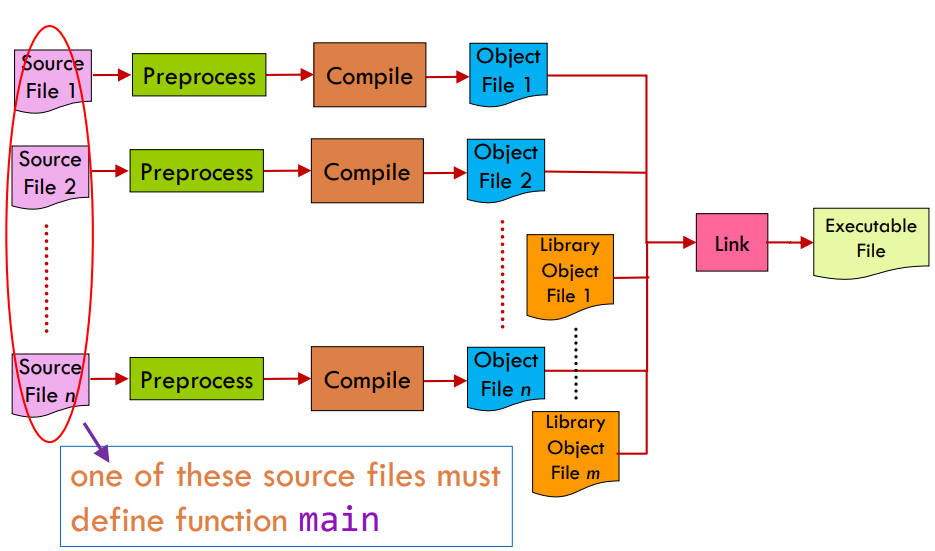 Source
File 1
Preprocess
Compile
Object
File 1
Source
File 2
Preprocess
Compile
Object
File 2
Library
Object
File 1
Link
Executable
File
Source
File n
Preprocess
Compile
Object
File n
Library
Object
File m
one of these source files must
define function main